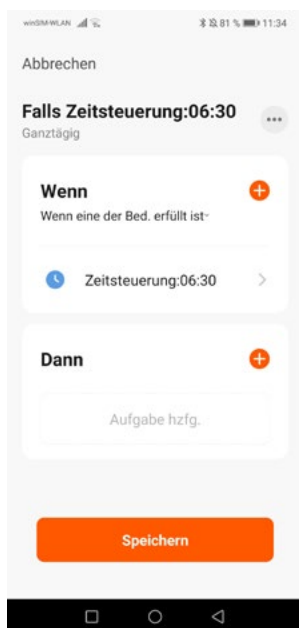 winSIM-WLAN 81 % 11:34
Abbrechen
Falls Zeitsteuerung:06:30
Ganztägig
Wenn
Wenn eine der Bed. erfüllt ist
Zeitsteuerung:06:30
Dann
Aufgabe hzfg.
Speichern